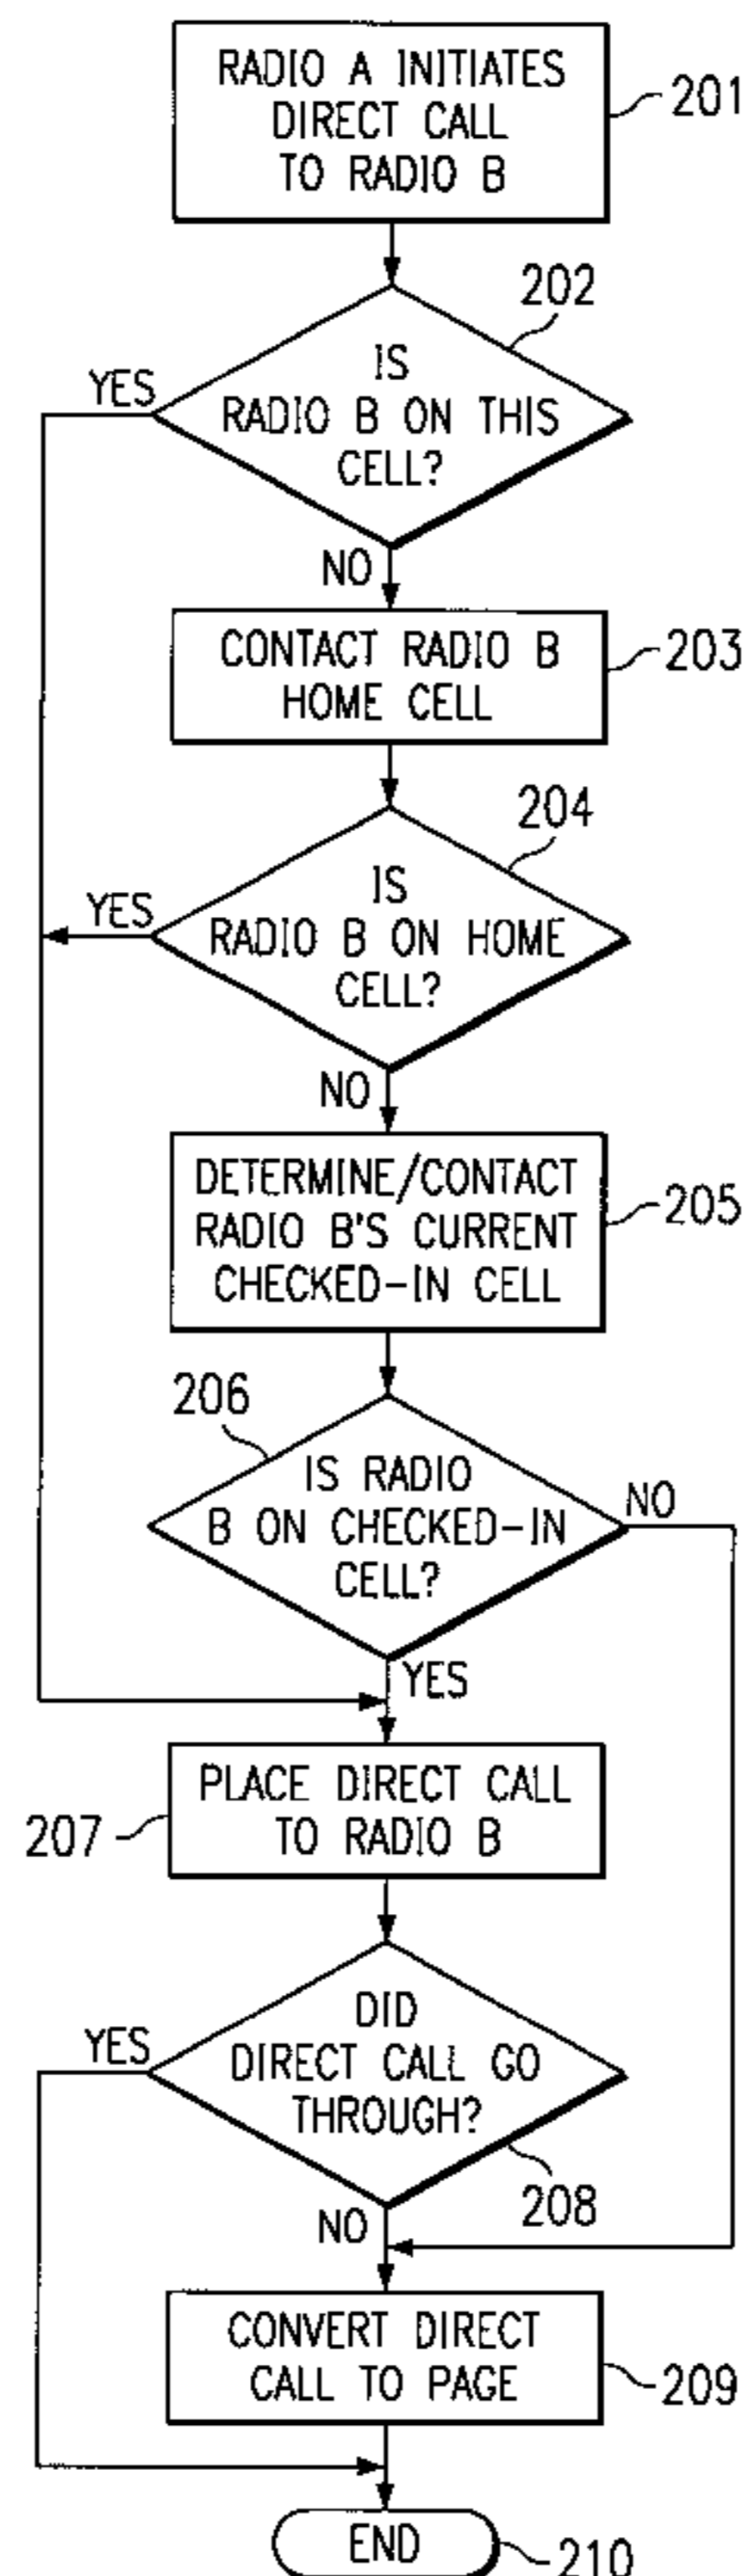 RADIO A INITIATES
DIRECT CALL
TO RADIO B
201
202
IS
RADIO B ON THIS
CELL?
YES
NO
CONTACT RADIO B
HOME CELL
203
204
IS
RADIO B ON HOME
CELL?
YES
NO
DETERMINE/CONTACT
RADIO B'S CURRENT
CHECKED-IN CELL
205
206
IS RADIO
B ON CHECKED-IN
CELL?
NO
YES
PLACE DIRECT CALL
TO RADIO B
207
DID
DIRECT CALL GO
THROUGH?
YES
208
NO
CONVERT DIRECT
CALL TO PAGE
209
END
210